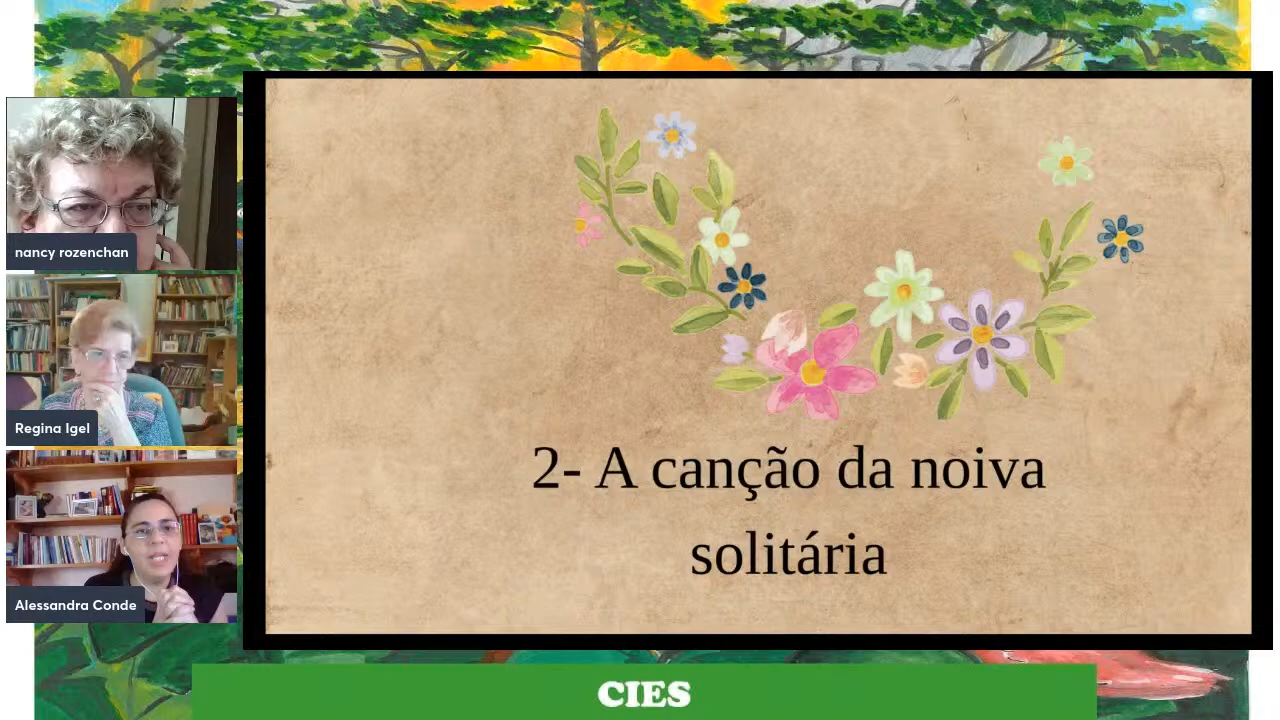 nancy rozenchan
Regina Igel
Alessandra Conde
2- A canção da noiva
solitária
CIES